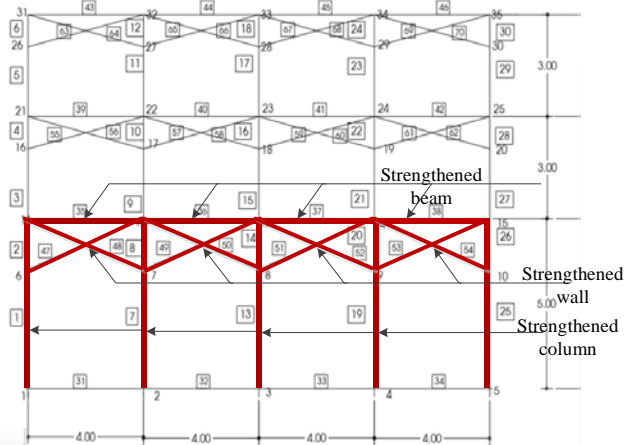 43 44 45 46
31 32 33 34 35
6 63 64 12 65 66 18 67 68 24 69 70 30
26 27 28 29 30
5 11 17 23 29 3.00
39 40 41 42
21 22 23 24 25
4 55 56 10 57 58 16 59 60 22 61 62 28
16 17 18 19 20
3.00
Strengthened
beam
3 9 15 21 27
35 36 37 38
15
2 47 48 8 49 50 14 51 20 52 53 54 26
6 7 8 9 10
Strengthened
wall
5.00
1 7 13 19 25
Strengthened
column
31 32 33 34
1 2 3 4 5
4.00 4.00 4.00 4.00